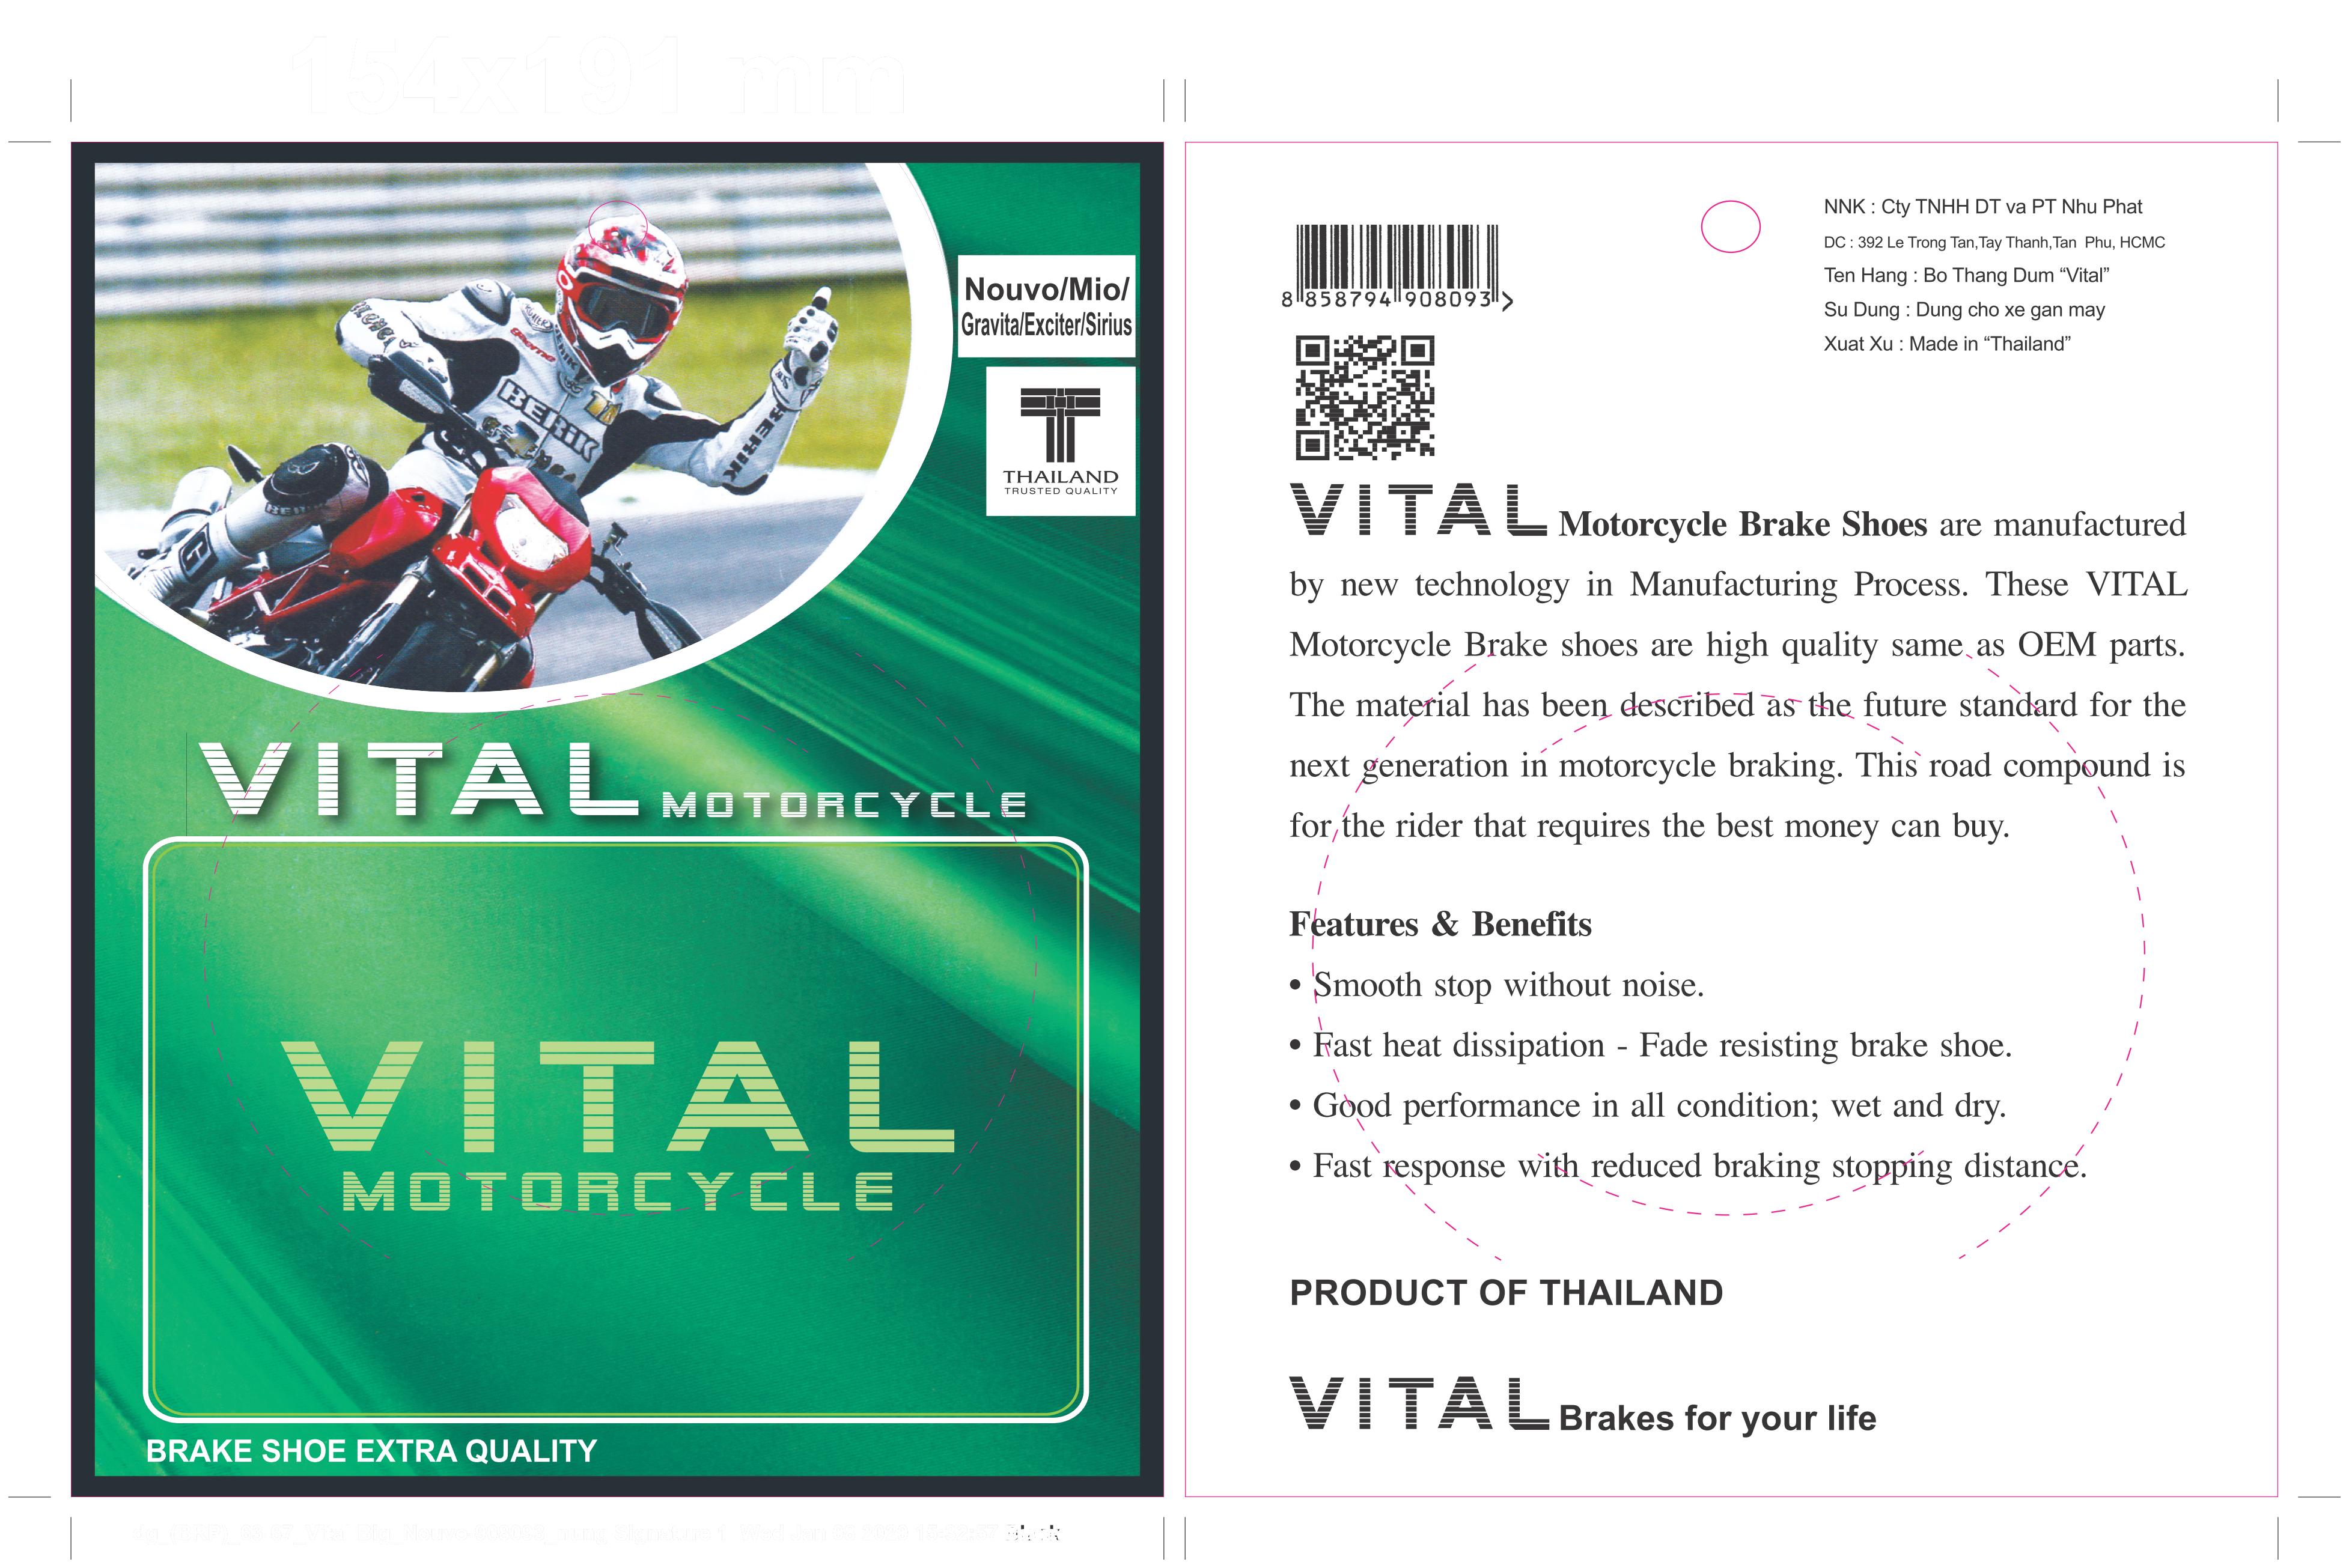 154x191 mm
Nouvo/Mio/
Gravita/Exciter/Sirius
THAILAND
TRUSTED QUALITY
BERIK
BERIK
BERIK
VITAL MOTORCYCLE
VITAL
MOTORCYCLE
BRAKE SHOE EXTRA QUALITY
8 858794 908093 >
NNK : Cty TNHH DT va PT Nhu Phat
DC : 392 Le Trong Tan,Tay Thanh,Tan Phu, HCMC
Ten Hang : Bo Thang Dum “Vital”
Su Dung : Dung cho xe gan may
Xuat Xu : Made in “Thailand”
VITAL Motorcycle Brake Shoes are manufactured
by new technology in Manufacturing Process. These VITAL
Motorcycle Brake shoes are high quality same as OEM parts.
The material has been described as the future standard for the
next generation in motorcycle braking. This road compound is
for the rider that requires the best money can buy.
Features & Benefits
• Smooth stop without noise.
• Fast heat dissipation - Fade resisting brake shoe.
• Good performance in all condition; wet and dry.
• Fast response with reduced braking stopping distance.
PRODUCT OF THAILAND
VITAL Brakes for your life